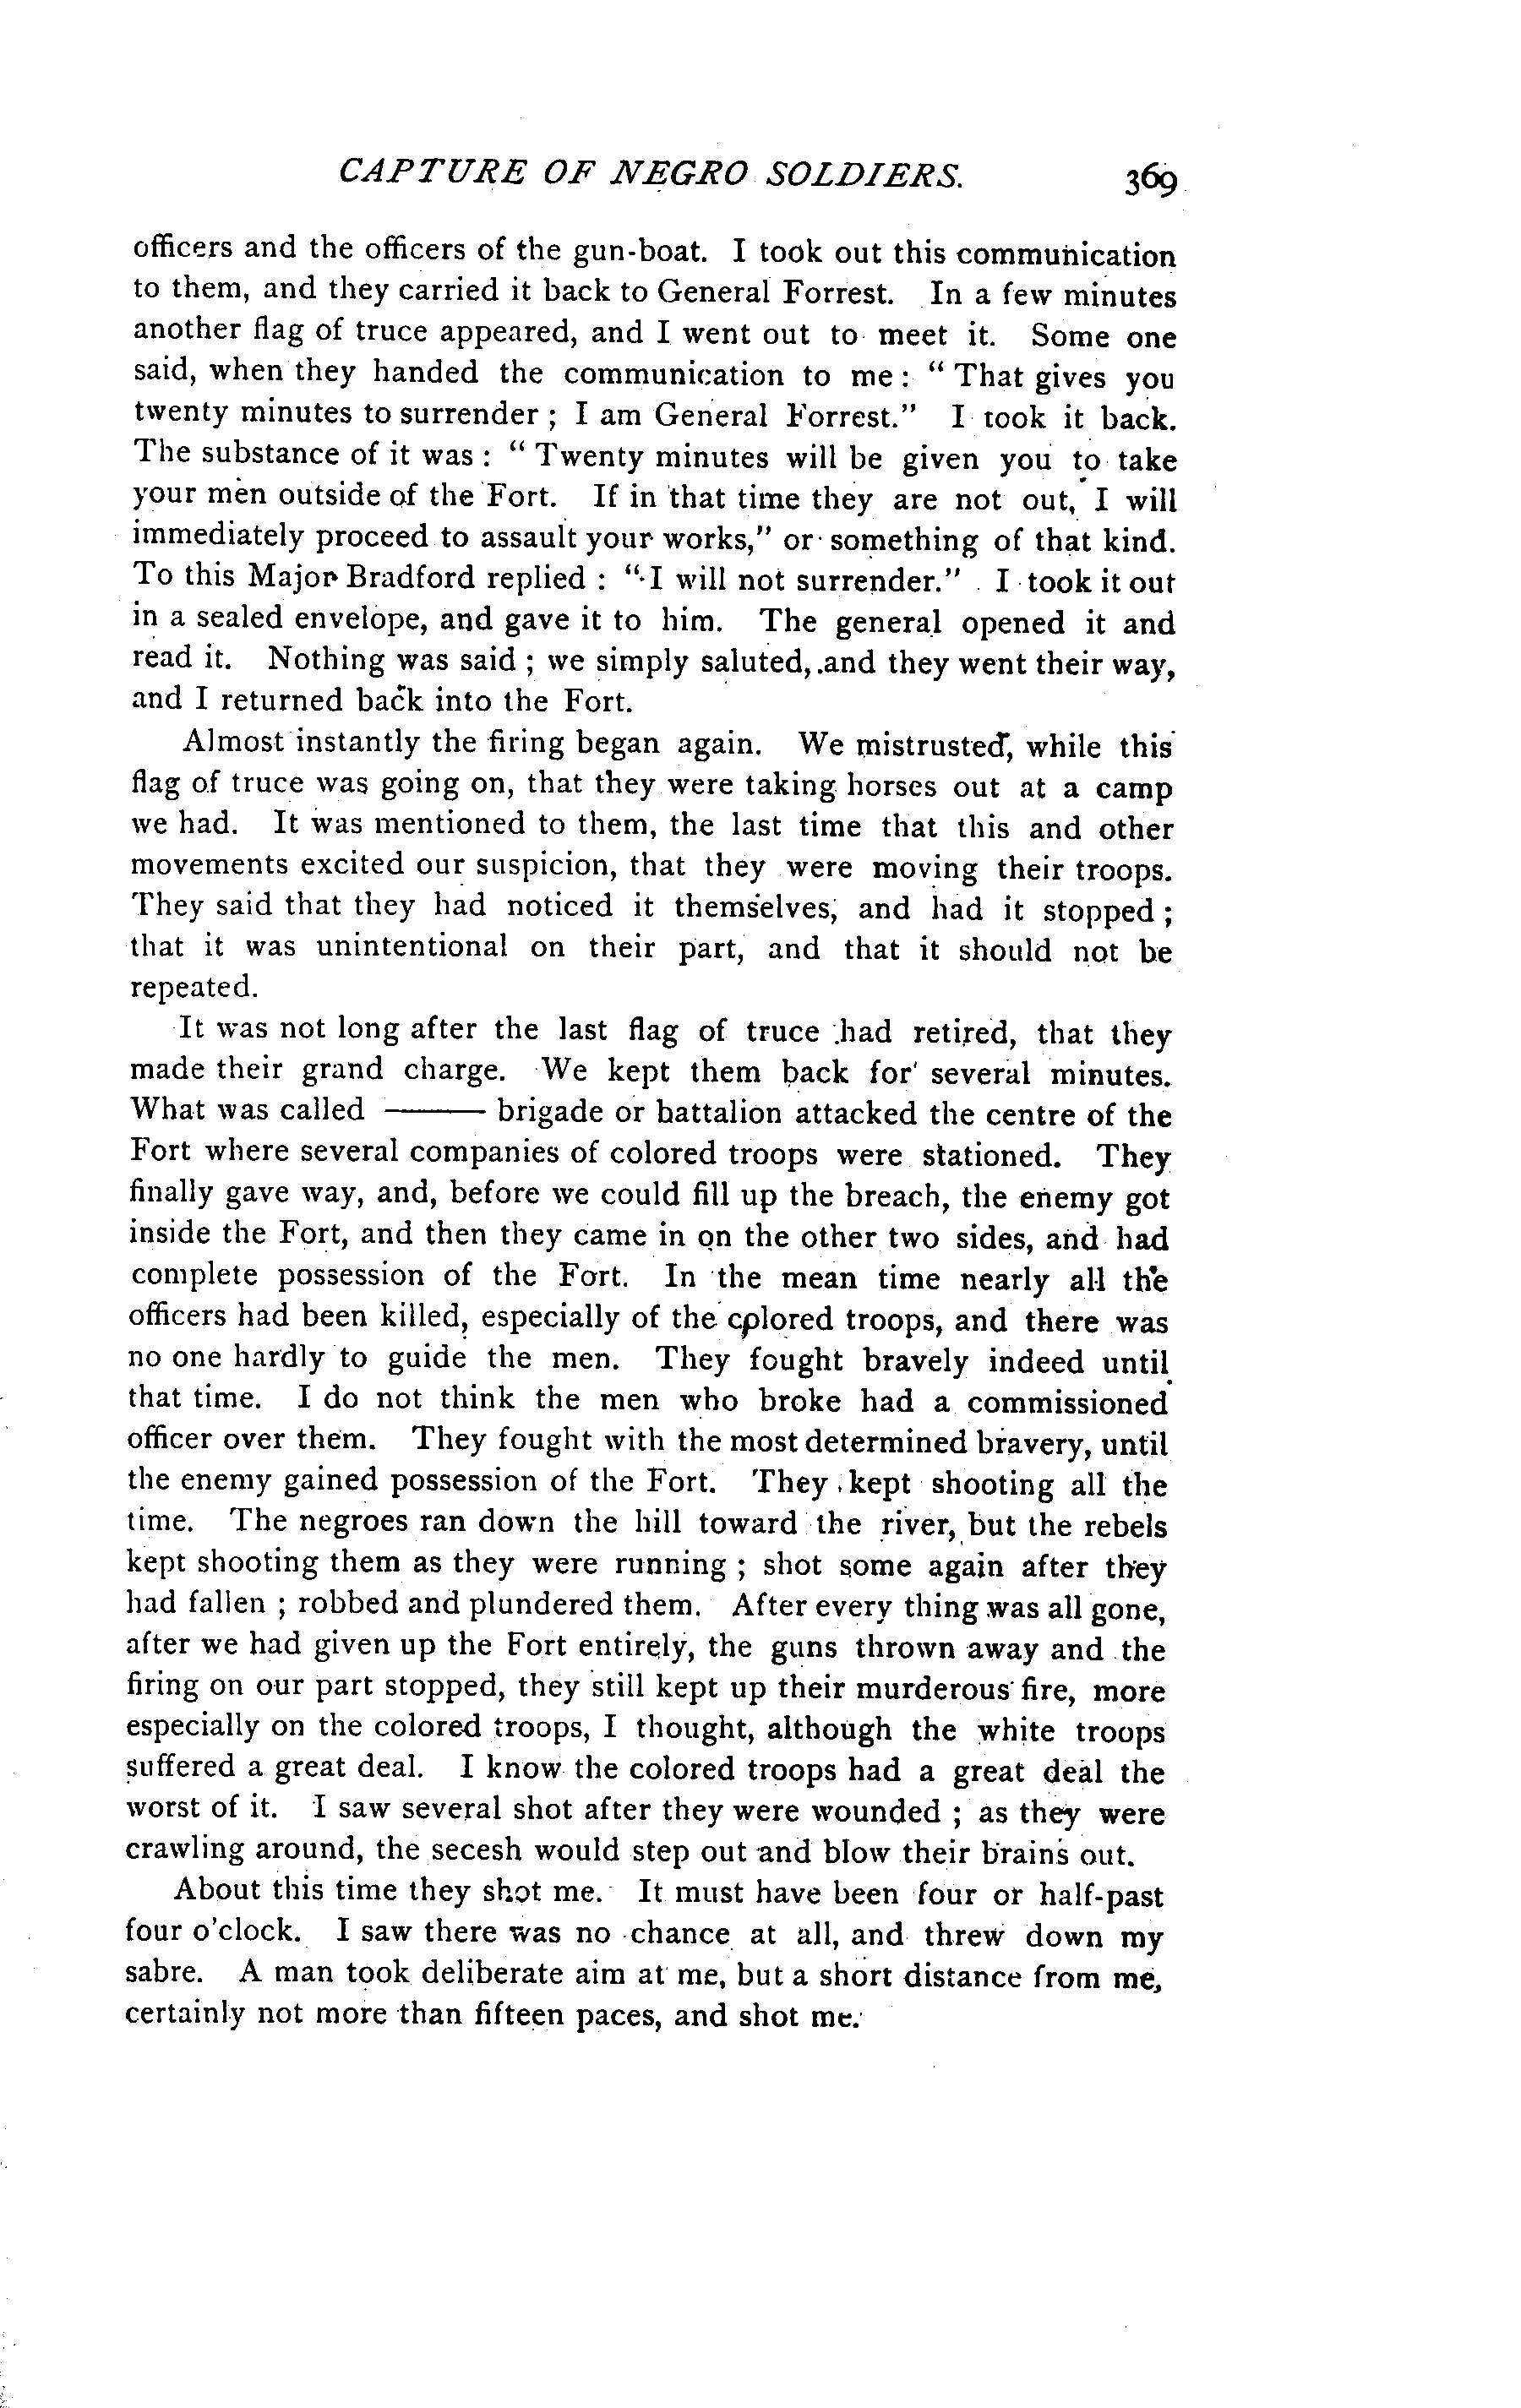 CAPTURE OF NEGRO SOLDIERS. 369
officers and the officers of the gun-boat. I took out this communication
to them, and they carried it back to General Forrest. In a few minutes
another flag of truce appeared, and I went out to meet it. Some one
said, when they handed the communication to me : “ That gives you
twenty minutes to surrender ; I am General Forrest.” I took it back.
The substance of it was : “ Twenty minutes will be given you to take
your men outside of the Fort. If in that time they are not out, I will
immediately proceed to assault your works,” or something of that kind.
To this Major Bradford replied : “ I will not surrender.” I took it out
in a sealed envelope, and gave it to him. The general opened it and
read it. Nothing was said ; we simply saluted, and they went their way,
and I returned back into the Fort.
Almost instantly the firing began again. We mistrusted, while this
flag of truce was going on, that they were taking horses out at a camp
we had. It was mentioned to them, the last time that this and other
movements excited our suspicion, that they were moving their troops.
They said that they had noticed it themselves, and had it stopped ;
that it was unintentional on their part, and that it should not be
repeated.
It was not long after the last flag of truce had retired, that they
made their grand charge. We kept them back for several minutes.
What was called ——— brigade or battalion attacked the centre of the
Fort where several companies of colored troops were stationed. They
finally gave way, and, before we could fill up the breach, the enemy got
inside the Fort, and then they came in on the other two sides, and had
complete possession of the Fort. In the mean time nearly all the
officers had been killed, especially of the colored troops, and there was
no one hardly to guide the men. They fought bravely indeed until
that time. I do not think the men who broke had a commissioned
officer over them. They fought with the most determined bravery, until
the enemy gained possession of the Fort. They kept shooting all the
time. The negroes ran down the hill toward the river, but the rebels
kept shooting them as they were running ; shot some again after they
had fallen ; robbed and plundered them. After every thing was all gone,
after we had given up the Fort entirely, the guns thrown away and the
firing on our part stopped, they still kept up their murderous fire, more
especially on the colored troops, I thought, although the white troops
suffered a great deal. I know the colored troops had a great deal the
worst of it. I saw several shot after they were wounded ; as they were
crawling around, the secesh would step out and blow their brains out.
About this time they shot me. It must have been four or half-past
four o'clock. I saw there was no chance at all, and threw down my
sabre. A man took deliberate aim at me, but a short distance from me,
certainly not more than fifteen paces, and shot me.